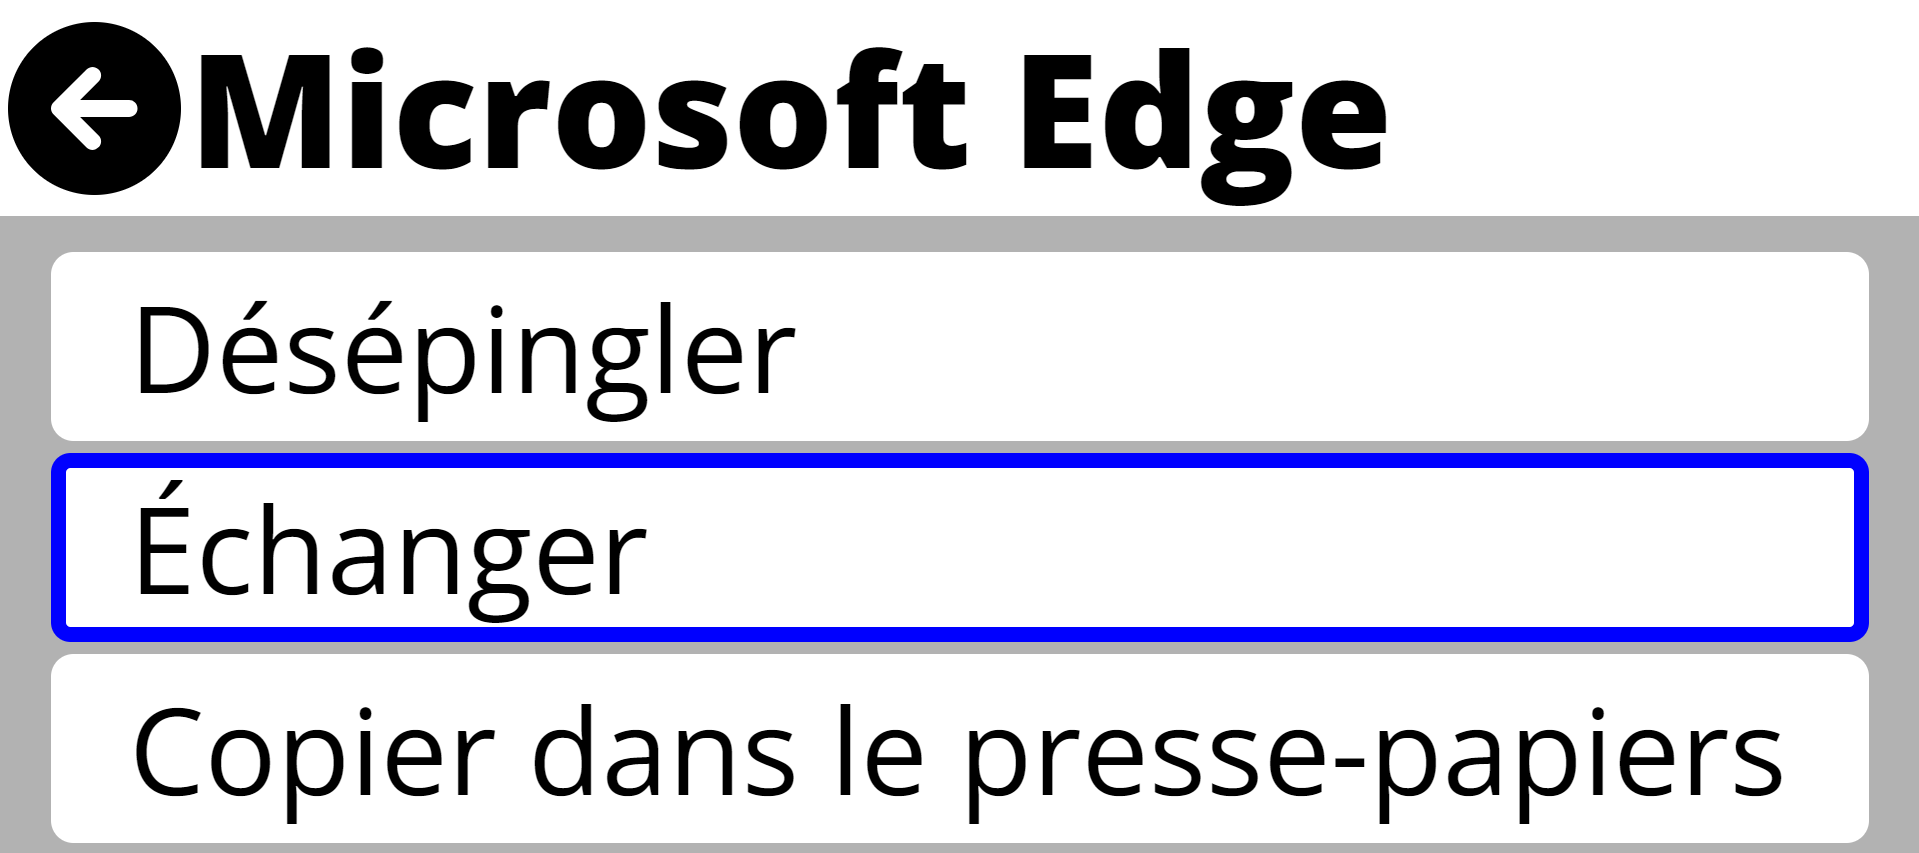 Microsoft Edge
Désépingler
Échanger
Copier dans le presse-papiers